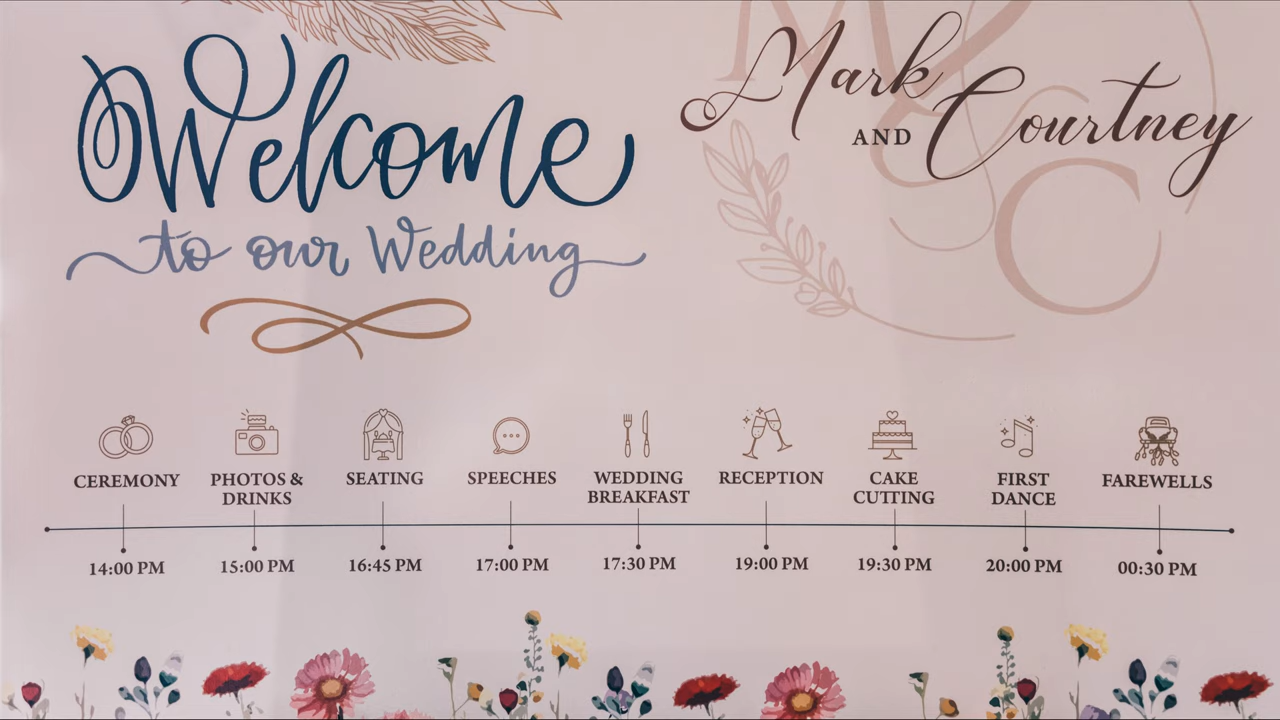 Welcome
to our Wedding
Mark
AND Courtney
M
C
CEREMONY
14:00 PM
PHOTOS &
DRINKS
15:00 PM
SEATING
16:45 PM
SPEECHES
17:00 PM
WEDDING
BREAKFAST
17:30 PM
RECEPTION
19:00 PM
CAKE
CUTTING
19:30 PM
FIRST
DANCE
20:00 PM
FAREWELLS
00:30 PM